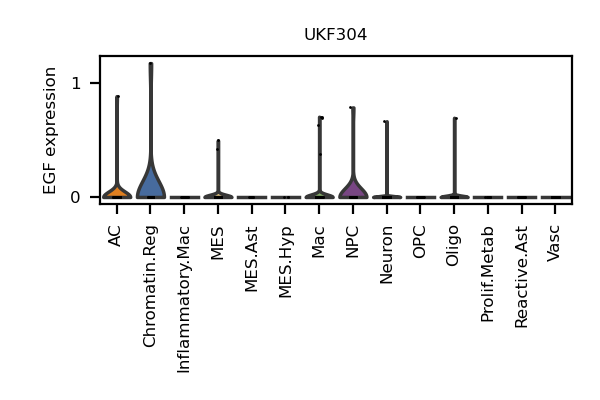 UKF304
EGF expression
1
0
AC
Chromatin.Reg
Inflammatory.Mac
MES
MES.Ast
MES.Hyp
Mac
NPC
Neuron
OPC
Oligo
Prolif.Metab
Reactive.Ast
Vasc